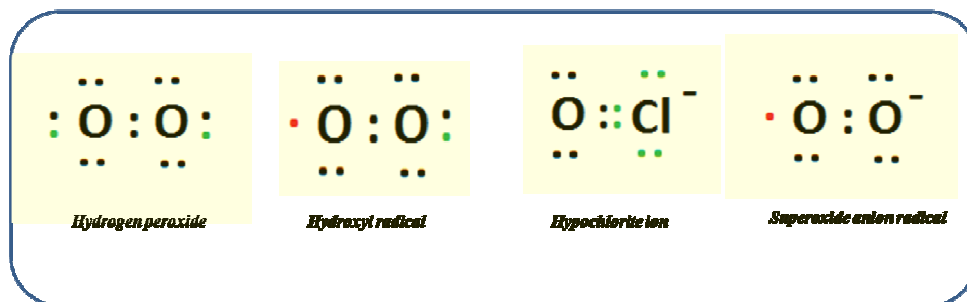 O : O :
O : O :
O :: Cl -
O : O -
Hydrogen peroxide
Hydroxyl radical
Hypochlorite ion
Superoxide anion radical